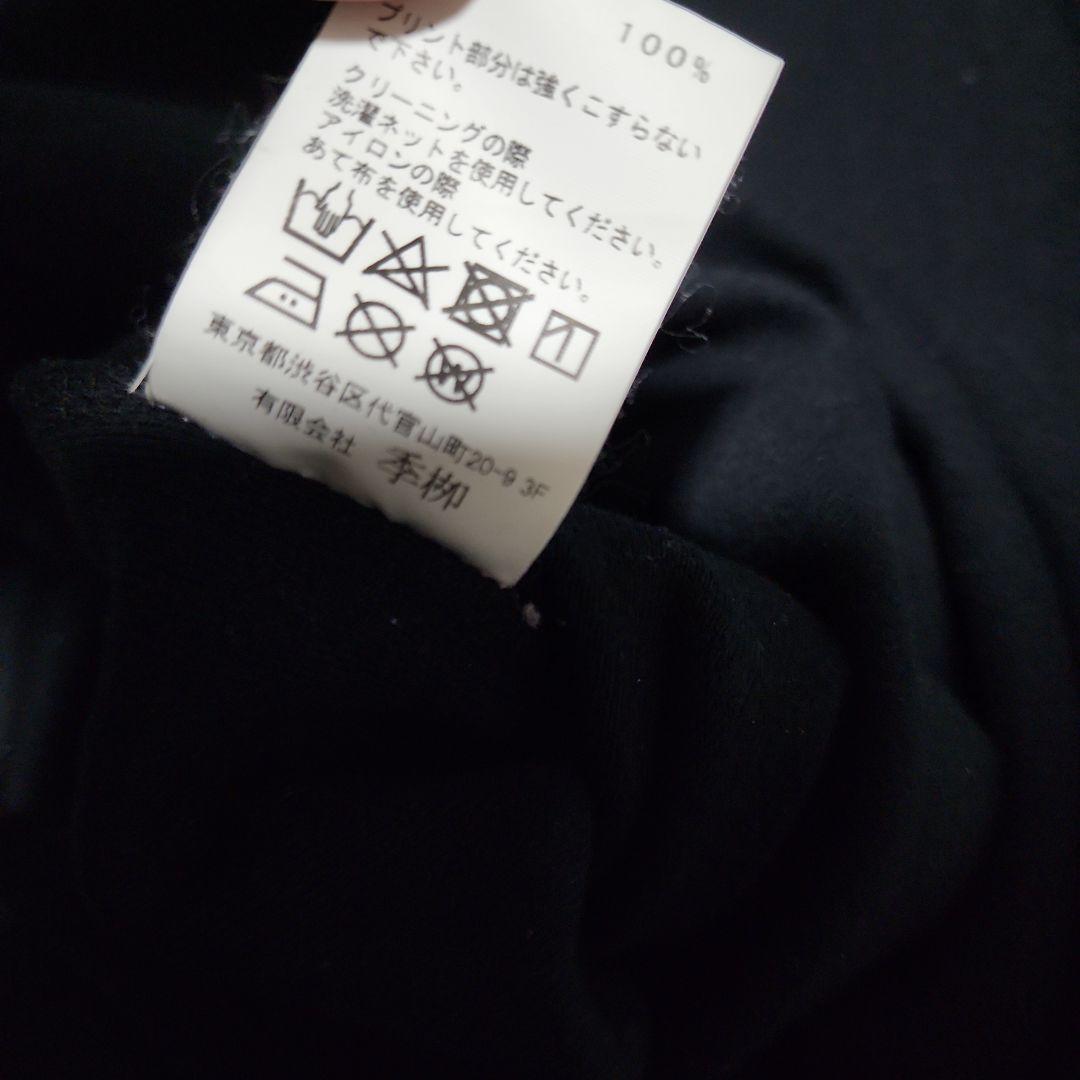 100%
プリント部分は強くこすらない
で下さい。
クリーニングの際
洗濯ネットを使用してください。
アイロンの際
あて布を使用してください。
東京都渋谷区代官山町20-9 3F
有限会社 季栁